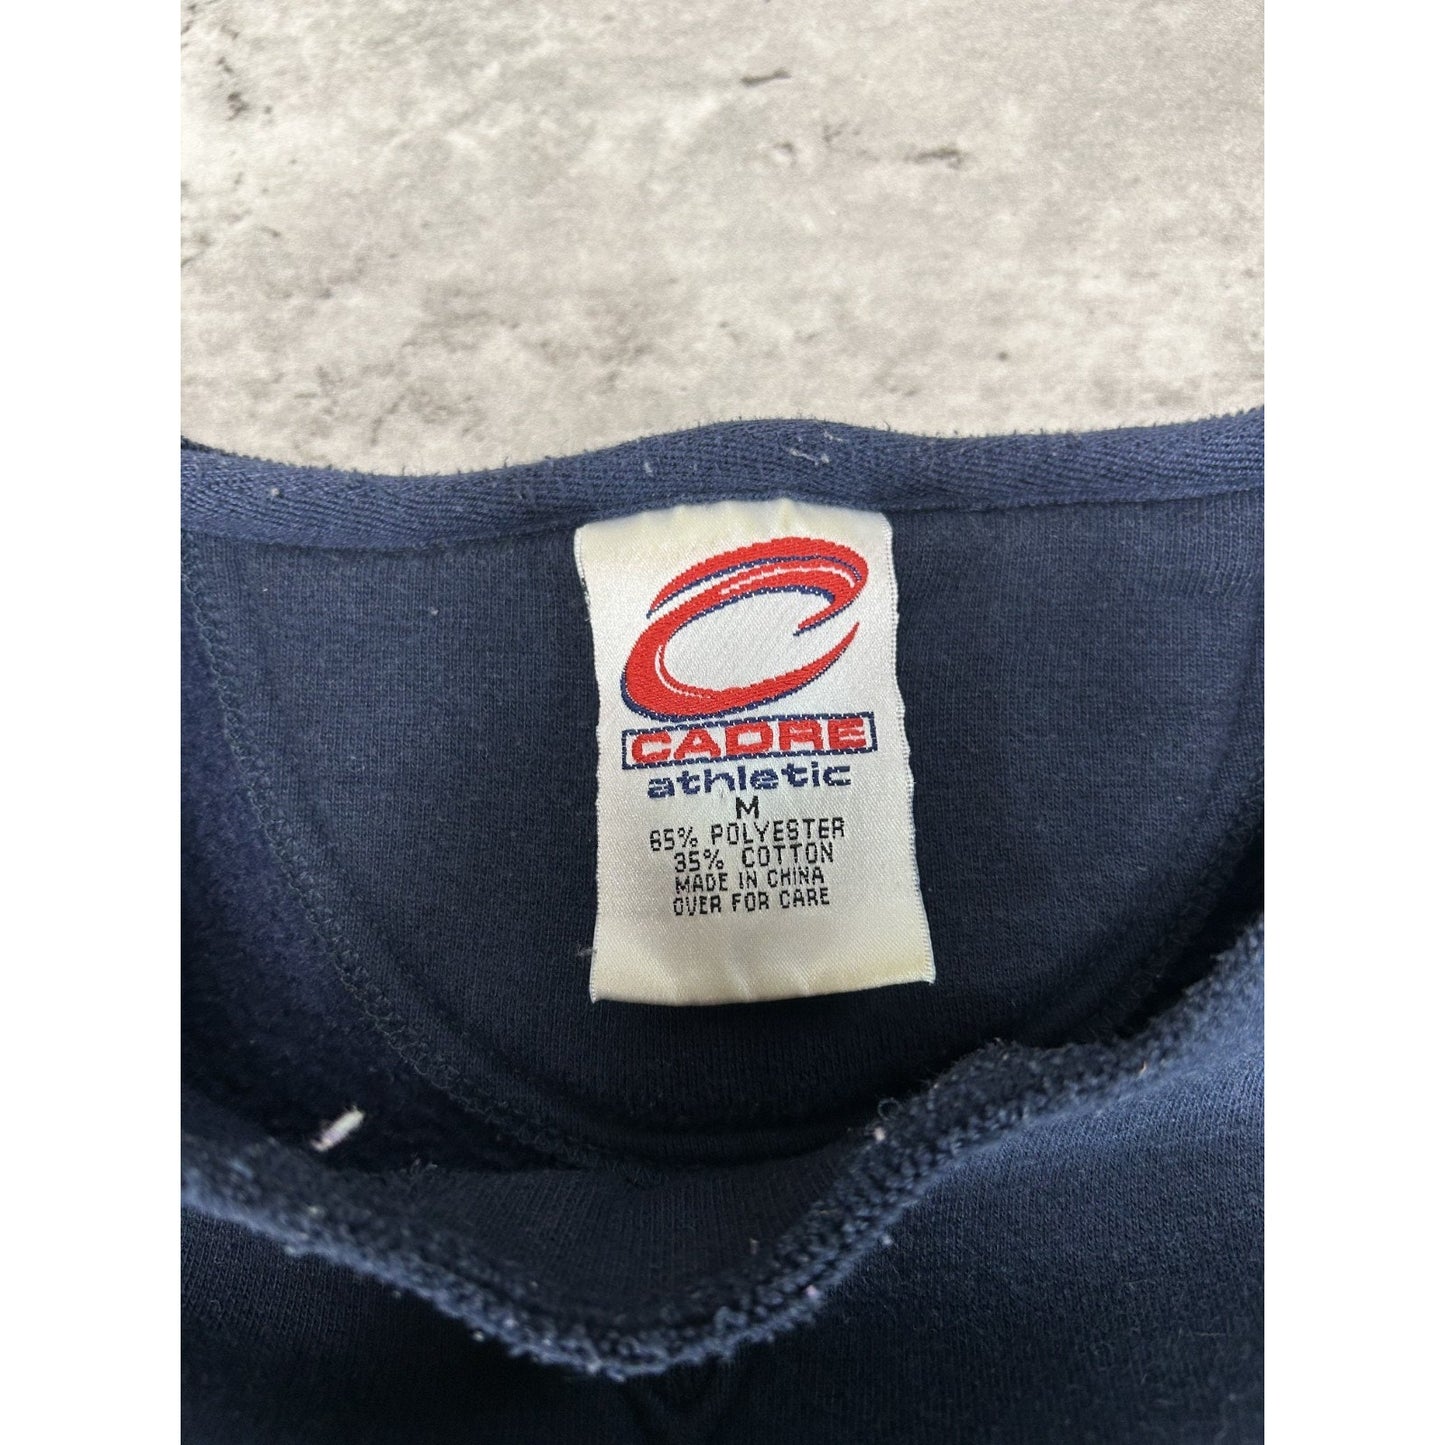 CADRE
athletic
M
65% POLYESTER
35% COTTON
MADE IN CHINA
OVER FOR CARE